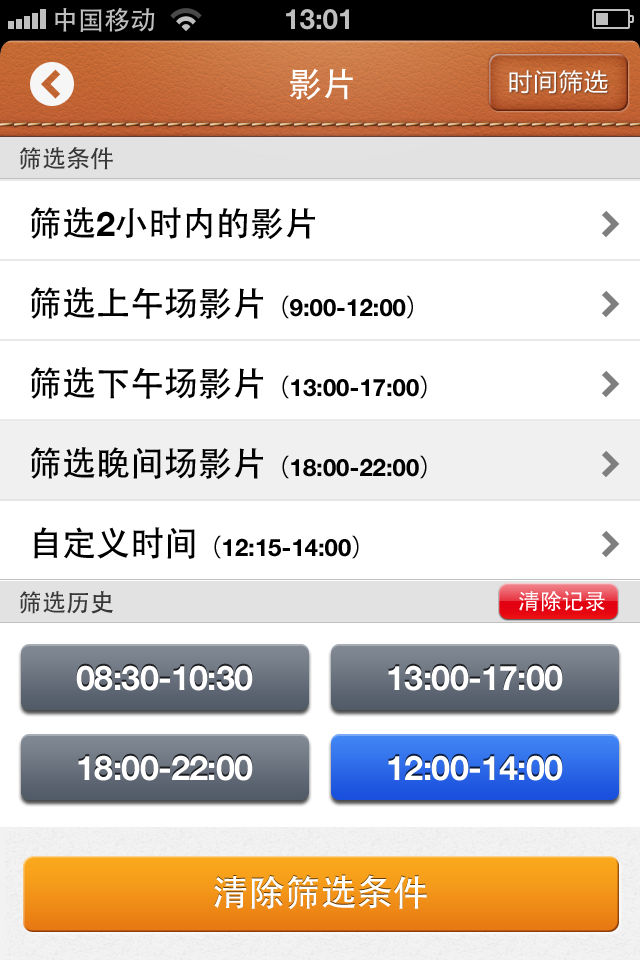 中国移动 13:01
影片 时间筛选
筛选条件
筛选2小时内的影片
筛选上午场影片（9:00-12:00）
筛选下午场影片（13:00-17:00）
筛选晚间场影片（18:00-22:00）
自定义时间（12:15-14:00）
筛选历史 清除记录
08:30-10:30 13:00-17:00
18:00-22:00 12:00-14:00
清除筛选条件